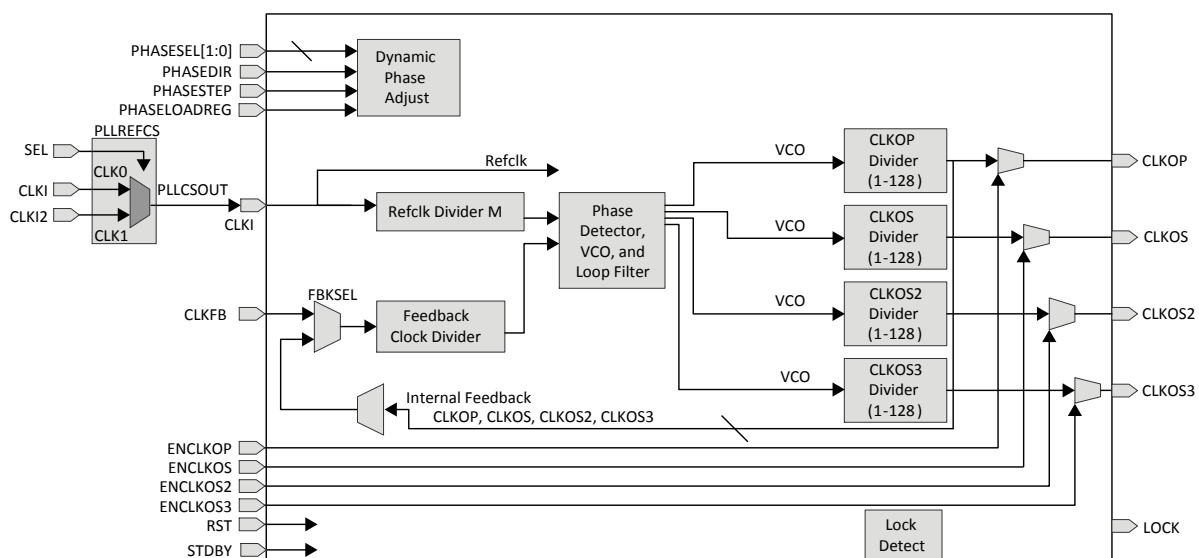 PHASESEL[1:0]
PHASEDIR
PHASESTEP
PHASELOADREG
Dynamic
Phase
Adjust
PLLREFCS
SEL
CLK0
CLKI
CLKI2
CLK1
PLLCSOUT
CLKI
Refclk
Refclk Divider M
Phase
Detector,
VCO, and
Loop Filter
VCO
CLKOP
Divider
(1-128)
CLKOP
VCO
CLKOS
Divider
(1-128)
CLKOS
CLKFB
FBKSEL
Feedback
Clock Divider
VCO
CLKOS2
Divider
(1-128)
CLKOS2
VCO
CLKOS3
Divider
(1-128)
CLKOS3
Internal Feedback
CLKOP, CLKOS, CLKOS2, CLKOS3
ENCLKOP
ENCLKOS
ENCLKOS2
ENCLKOS3
RST
STDBY
Lock
Detect
LOCK